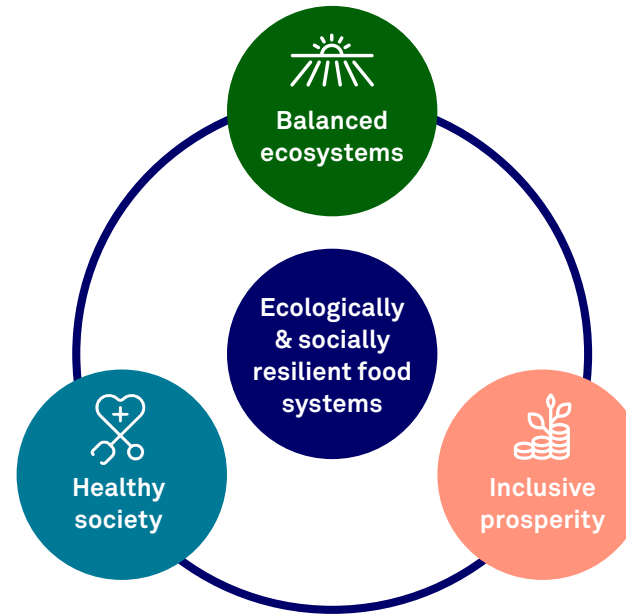 Balanced
ecosystems
Ecologically
& socially
resilient food
systems
Healthy
society
Inclusive
prosperity